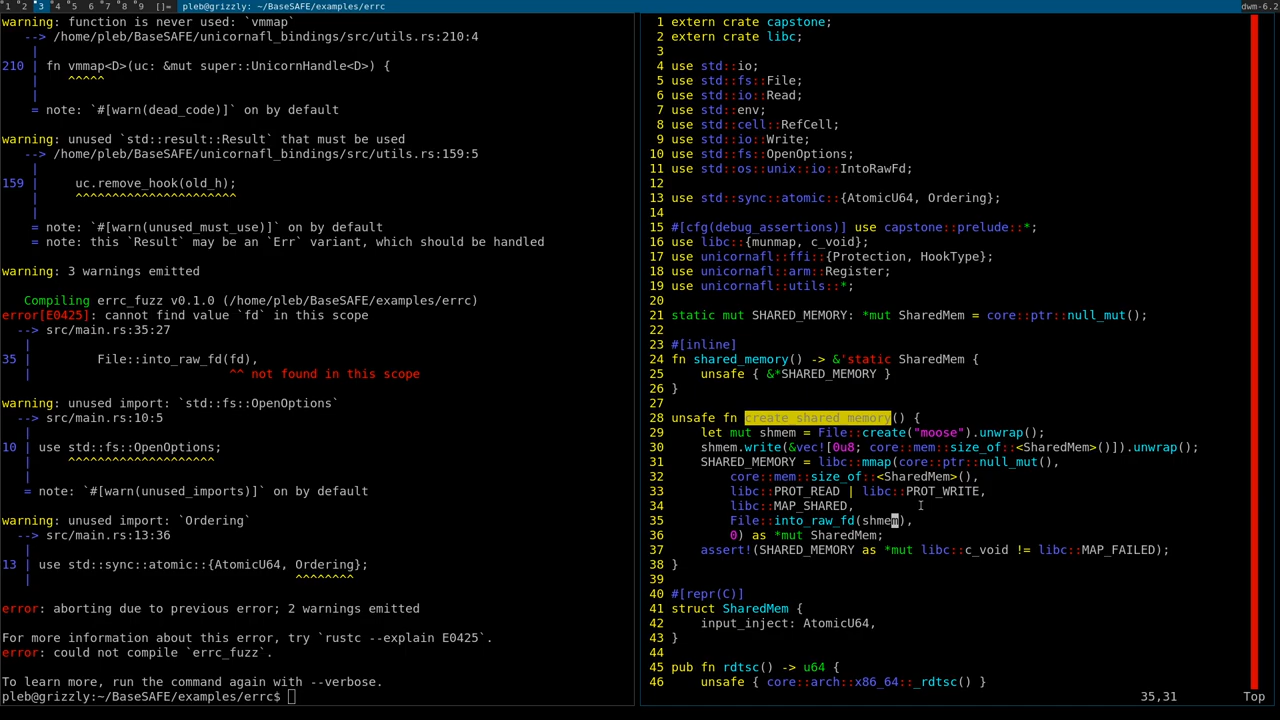 1 2 3 4 5 6 7 8 9 []= pleb@grizzly: ~/BaseSAFE/examples/errc dwm-6.2
warning: function is never used: `vmmap`
--> /home/pleb/BaseSAFE/unicornafl_bindings/src/utils.rs:210:4
|
210 | fn vmmap<D>(uc: &mut super::UnicornHandle<D>) {
| ^^^^^
|
= note: `#[warn(dead_code)]` on by default
warning: unused `std::result::Result` that must be used
--> /home/pleb/BaseSAFE/unicornafl_bindings/src/utils.rs:159:5
|
159 | uc.remove_hook(old_h);
| ^^^^^^^^^^^^^^^^^^^^^^
|
= note: `#[warn(unused_must_use)]` on by default
= note: this `Result` may be an `Err` variant, which should be handled
warning: 3 warnings emitted
Compiling errc_fuzz v0.1.0 (/home/pleb/BaseSAFE/examples/errc)
error[E0425]: cannot find value `fd` in this scope
--> src/main.rs:35:27
|
35 | File::into_raw_fd(fd),
| ^^ not found in this scope
warning: unused import: `std::fs::OpenOptions`
--> src/main.rs:10:5
|
10 | use std::fs::OpenOptions;
| ^^^^^^^^^^^^^^^^^^^^
|
= note: `#[warn(unused_imports)]` on by default
warning: unused import: `Ordering`
--> src/main.rs:13:36
|
13 | use std::sync::atomic::{AtomicU64, Ordering};
| ^^^^^^^^
error: aborting due to previous error; 2 warnings emitted
For more information about this error, try `rustc --explain E0425`.
error: could not compile `errc_fuzz`.
To learn more, run the command again with --verbose.
pleb@grizzly:~/BaseSAFE/examples/errc$
1 extern crate capstone;
2 extern crate libc;
3
4 use std::io;
5 use std::fs::File;
6 use std::io::Read;
7 use std::env;
8 use std::cell::RefCell;
9 use std::io::Write;
10 use std::fs::OpenOptions;
11 use std::os::unix::io::IntoRawFd;
12
13 use std::sync::atomic::{AtomicU64, Ordering};
14
15 #[cfg(debug_assertions)] use capstone::prelude::*;
16 use libc::{munmap, c_void};
17 use unicornafl::ffi::{Protection, HookType};
18 use unicornafl::arm::Register;
19 use unicornafl::utils::*;
20
21 static mut SHARED_MEMORY: *mut SharedMem = core::ptr::null_mut();
22
23 #[inline]
24 fn shared_memory() -> &'static SharedMem {
25 unsafe { &*SHARED_MEMORY }
26 }
27
28 unsafe fn create_shared_memory() {
29 let mut shmem = File::create("moose").unwrap();
30 shmem.write(&vec![0u8; core::mem::size_of::<SharedMem>()]).unwrap();
31 SHARED_MEMORY = libc::mmap(core::ptr::null_mut(),
32 core::mem::size_of::<SharedMem>(),
33 libc::PROT_READ | libc::PROT_WRITE,
34 libc::MAP_SHARED,
35 File::into_raw_fd(shmem),
36 0) as *mut SharedMem;
37 assert!(SHARED_MEMORY as *mut libc::c_void != libc::MAP_FAILED);
38 }
39
40 #[repr(C)]
41 struct SharedMem {
42 input_inject: AtomicU64,
43 }
44
45 pub fn rdtsc() -> u64 {
46 unsafe { core::arch::x86_64::_rdtsc() }
35,31 Top